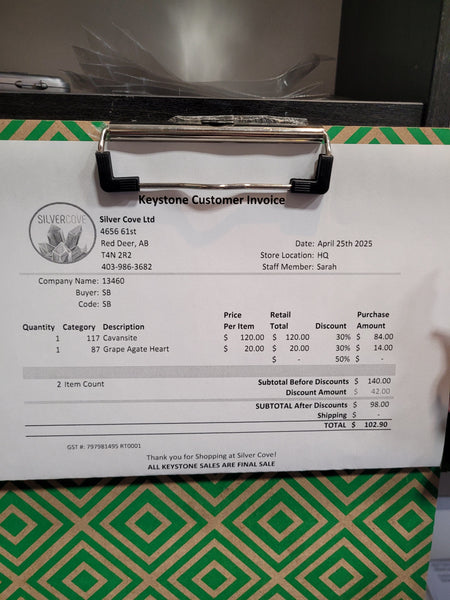 Keystone Customer Invoice
SILVERCOVE
Silver Cove Ltd
4656 61st
Red Deer, AB
T4N 2R2
403-986-3682
Date: April 25th 2025
Store Location: HQ
Staff Member: Sarah
Company Name: 13460
Buyer: SB
Code: SB
Quantity Category Description Price Per Item Retail Total Discount Purchase Amount
1 117 Cavansite $ 120.00 $ 120.00 30% $ 84.00
1 87 Grape Agate Heart $ 20.00 $ 20.00 30% $ 14.00
$ - 50% $ -
2 Item Count
Subtotal Before Discounts $ 140.00
Discount Amount $ 42.00
SUBTOTAL After Discounts $ 98.00
Shipping $ -
TOTAL $ 102.90
GST #: 797981495 RT0001
Thank you for Shopping at Silver Cove!
ALL KEYSTONE SALES ARE FINAL SALE